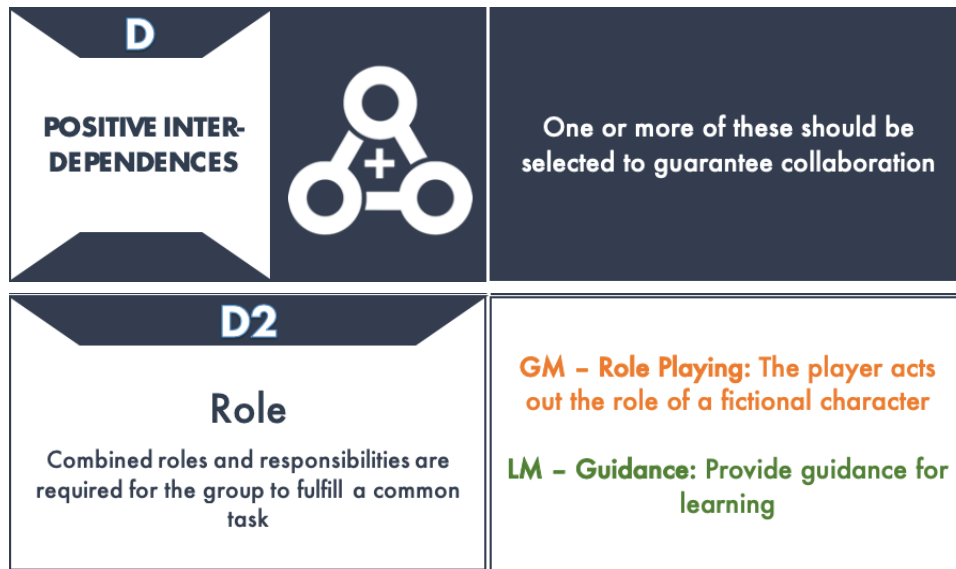 D
POSITIVE INTER-
DEPENDENCES
+
One or more of these should be
selected to guarantee collaboration
D2
Role
Combined roles and responsibilities are
required for the group to fulfill a common
task
GM – Role Playing: The player acts
out the role of a fictional character
LM – Guidance: Provide guidance for
learning